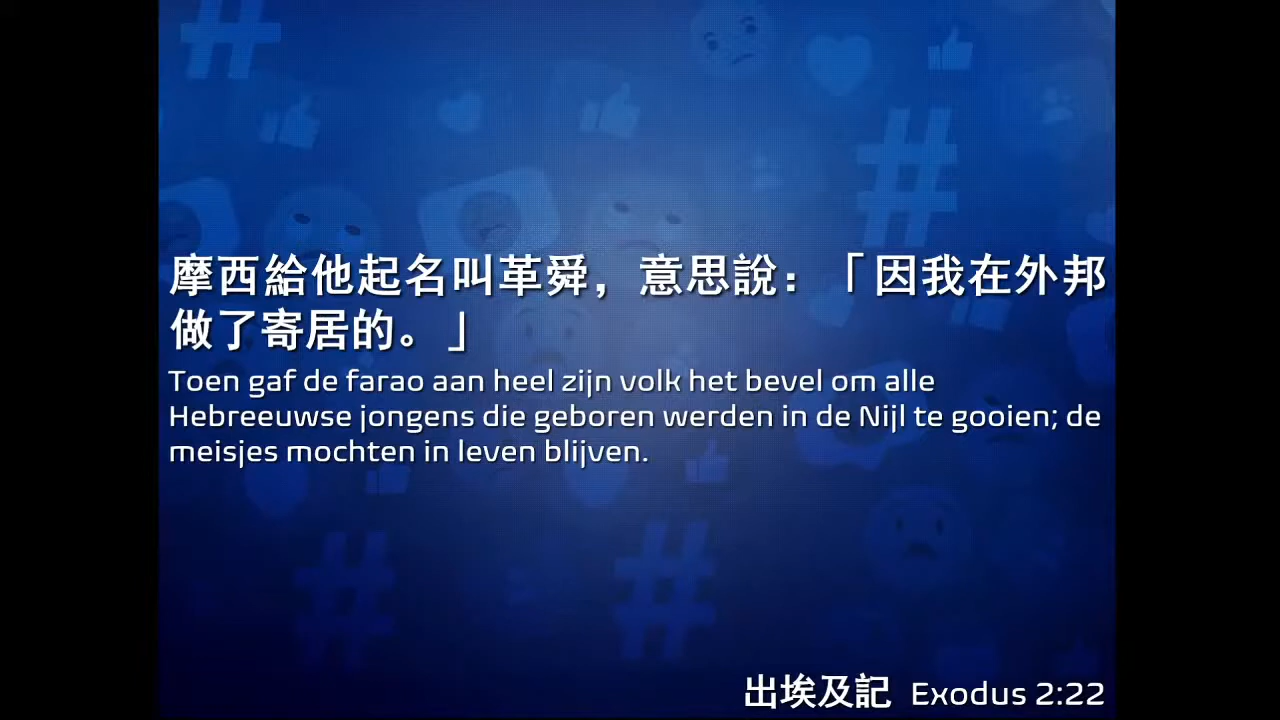 摩西給他起名叫革舜，意思說：「因我在外邦
做了寄居的。」
Toen gaf de farao aan heel zijn volk het bevel om alle
Hebreeuwse jongens die geboren werden in de Nijl te gooien; de
meisjes mochten in leven blijven.
出埃及記 Exodus 2:22